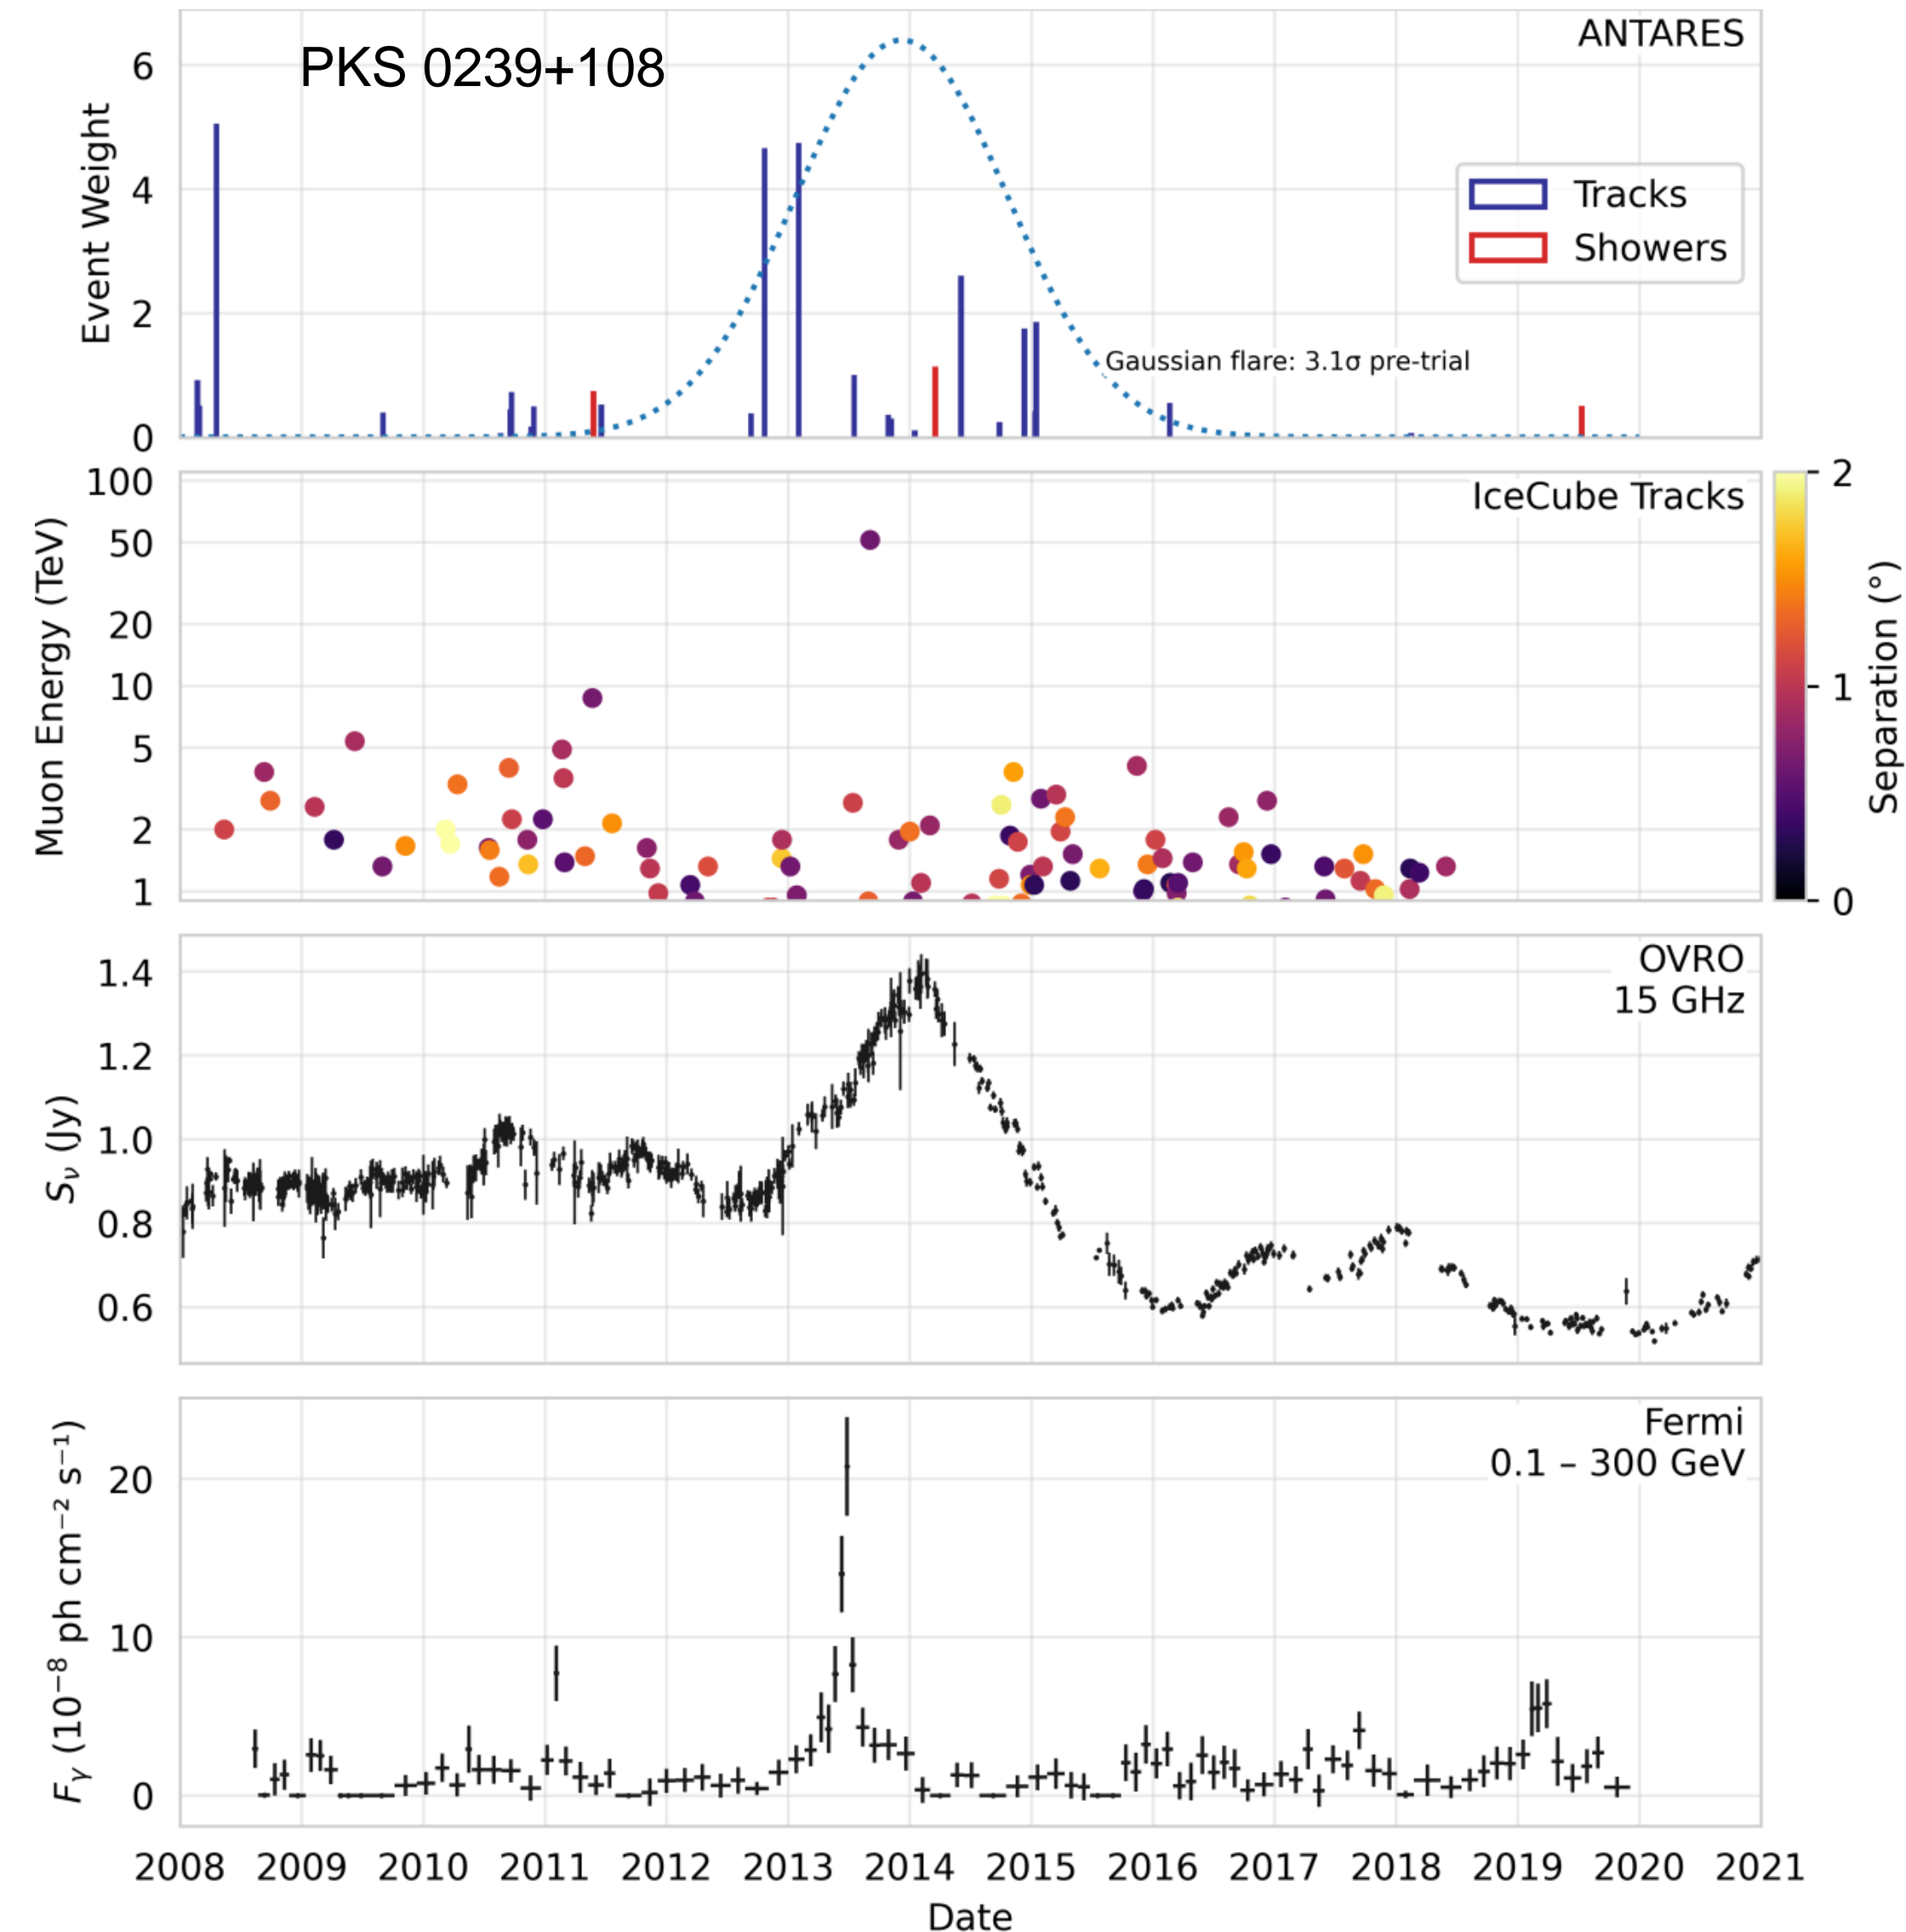 ANTARES
PKS 0239+108
Event Weight
6
4
2
0
Tracks
Showers
Gaussian flare: 3.1σ pre-trial
IceCube Tracks
Muon Energy (TeV)
100
50
20
10
5
2
1
2
1
0
Separation (°)
OVRO
15 GHz
Sν (Jy)
1.4
1.2
1.0
0.8
0.6
Fermi
0.1 – 300 GeV
Fγ (10⁻⁸ ph cm⁻² s⁻¹)
20
10
0
2008 2009 2010 2011 2012 2013 2014 2015 2016 2017 2018 2019 2020 2021
Date